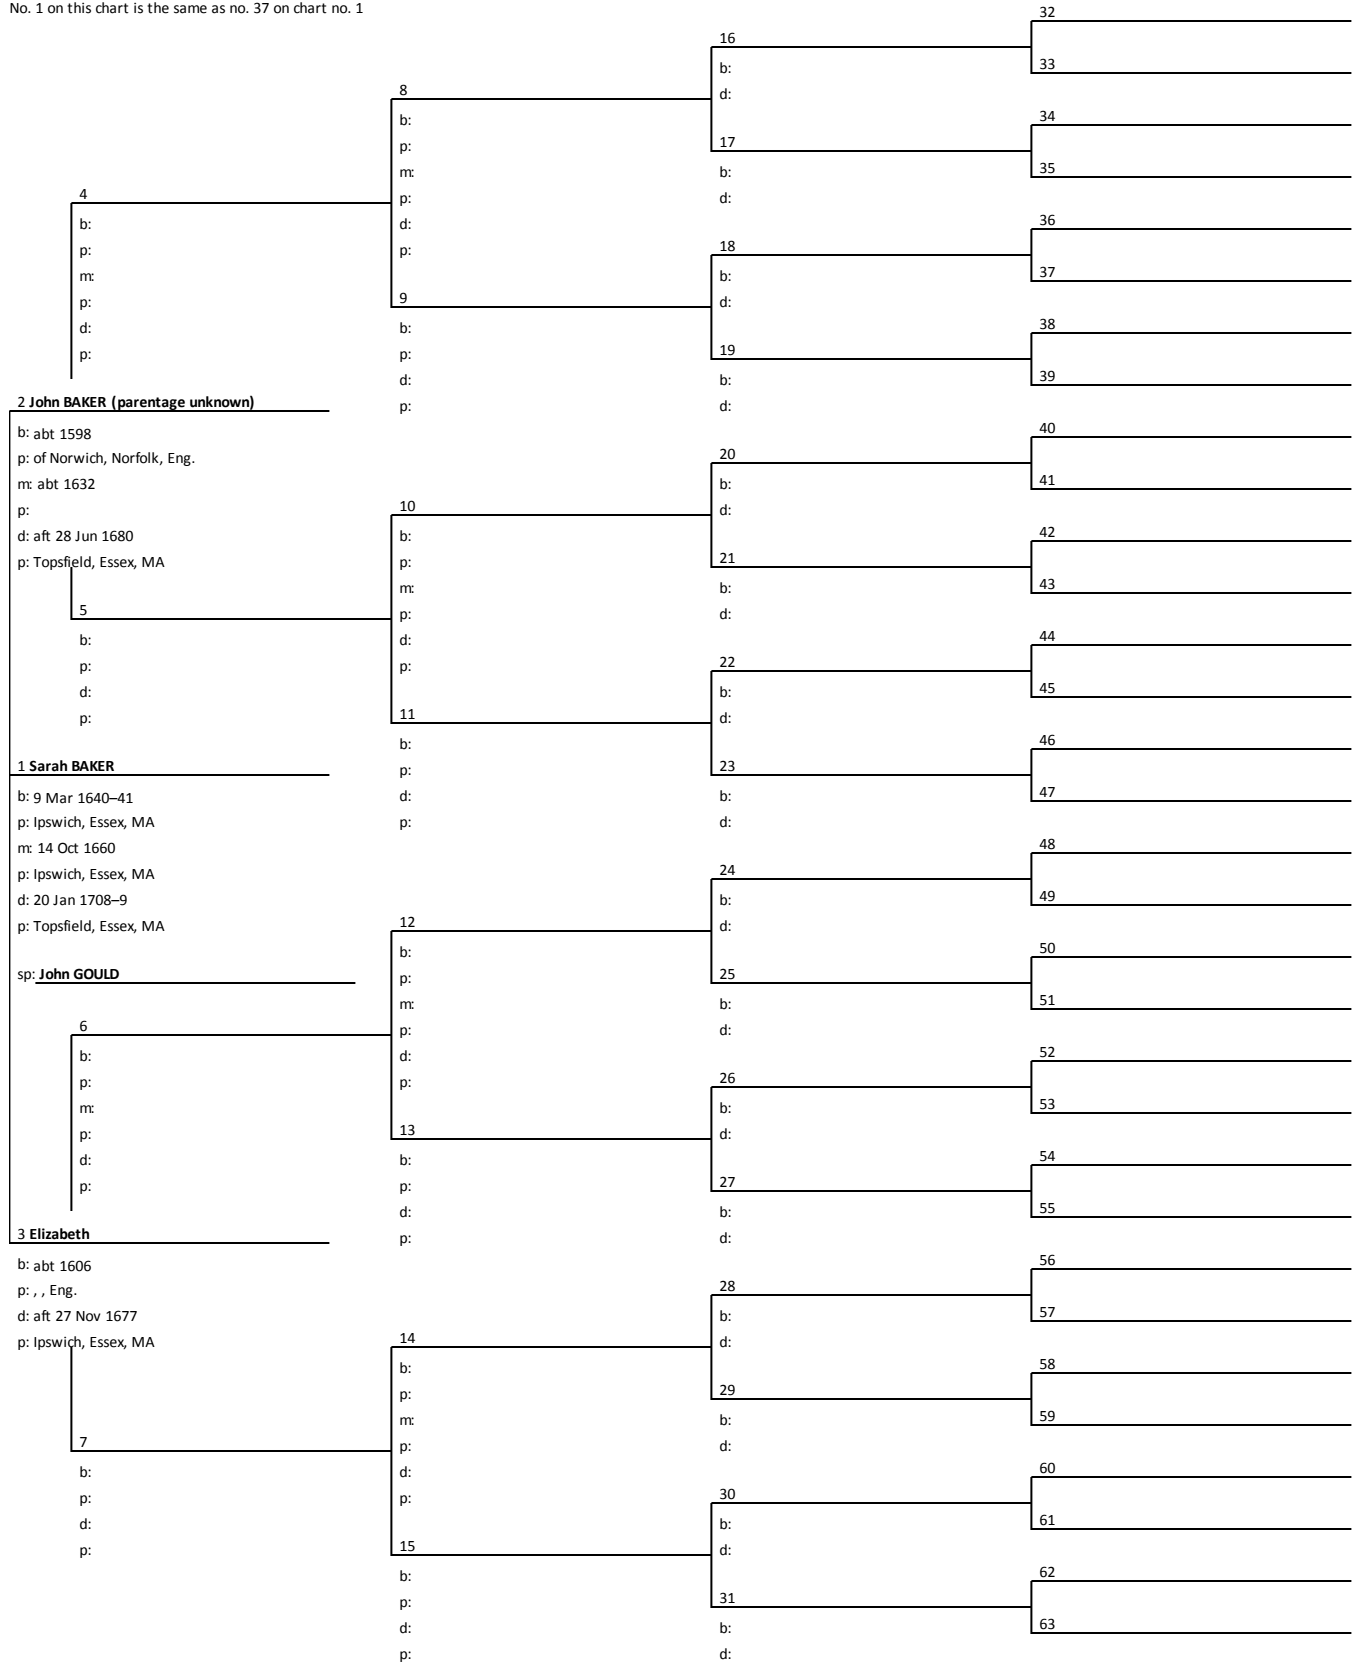 No. 1 on this chart is the same as no. 37 on chart no. 1
4
b:
p:
m:
p:
d:
p:
2 John BAKER (parentage unknown)
b: abt 1598
p: of Norwich, Norfolk, Eng.
m: abt 1632
p:
d: aft 28 Jun 1680
p: Topsfield, Essex, MA
5
b:
p:
d:
p:
1 Sarah BAKER
b: 9 Mar 1640–41
p: Ipswich, Essex, MA
m: 14 Oct 1660
p: Ipswich, Essex, MA
d: 20 Jan 1708–9
p: Topsfield, Essex, MA
sp: John GOULD
6
b:
p:
m:
p:
d:
p:
3 Elizabeth
b: abt 1606
p: , , Eng.
d: aft 27 Nov 1677
p: Ipswich, Essex, MA
7
b:
p:
d:
p:
8
b:
p:
m:
p:
d:
p:
9
b:
p:
d:
p:
10
b:
p:
m:
p:
d:
p:
11
b:
p:
d:
p:
12
b:
p:
m:
p:
d:
p:
13
b:
p:
d:
p:
14
b:
p:
m:
p:
d:
p:
15
b:
p:
d:
p:
16
b:
d:
17
b:
d:
18
b:
d:
19
b:
d:
20
b:
d:
21
b:
d:
22
b:
d:
23
b:
d:
24
b:
d:
25
b:
d:
26
b:
d:
27
b:
d:
28
b:
d:
29
b:
d:
30
b:
d:
31
b:
d:
32
33
34
35
36
37
38
39
40
41
42
43
44
45
46
47
48
49
50
51
52
53
54
55
56
57
58
59
60
61
62
63